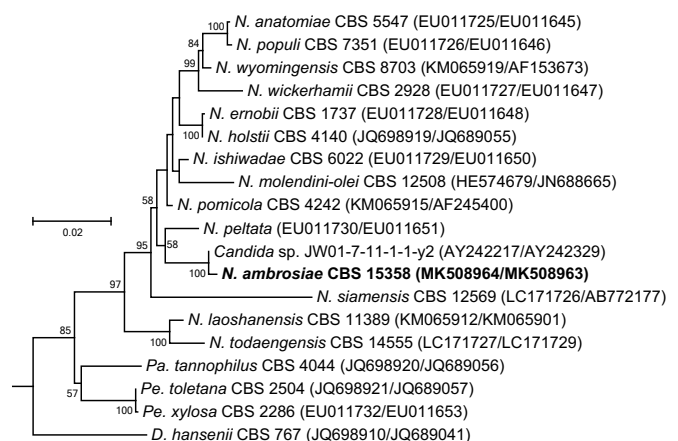 100 N. anatomiae CBS 5547 (EU011725/EU011645)
84 N. populi CBS 7351 (EU011726/EU011646)
99 N. wyomingensis CBS 8703 (KM065919/AF153673)
N. wickerhamii CBS 2928 (EU011727/EU011647)
N. ernobii CBS 1737 (EU011728/EU011648)
100 N. holstii CBS 4140 (JQ698919/JQ689055)
N. ishiwadae CBS 6022 (EU011729/EU011650)
N. molendini-olei CBS 12508 (HE574679/JN688665)
58 N. pomicola CBS 4242 (KM065915/AF245400)
0.02
N. peltata (EU011730/EU011651)
95 58 Candida sp. JW01-7-11-1-1-y2 (AY242217/AY242329)
100 N. ambrosiae CBS 15358 (MK508964/MK508963)
97 N. siamensis CBS 12569 (LC171726/AB772177)
N. laoshanensis CBS 11389 (KM065912/KM065901)
85 100 N. todaengensis CBS 14555 (LC171727/LC171729)
Pa. tannophilus CBS 4044 (JQ698920/JQ689056)
57 Pe. toletana CBS 2504 (JQ698921/JQ689057)
100 Pe. xylosa CBS 2286 (EU011732/EU011653)
D. hansenii CBS 767 (JQ698910/JQ689041)